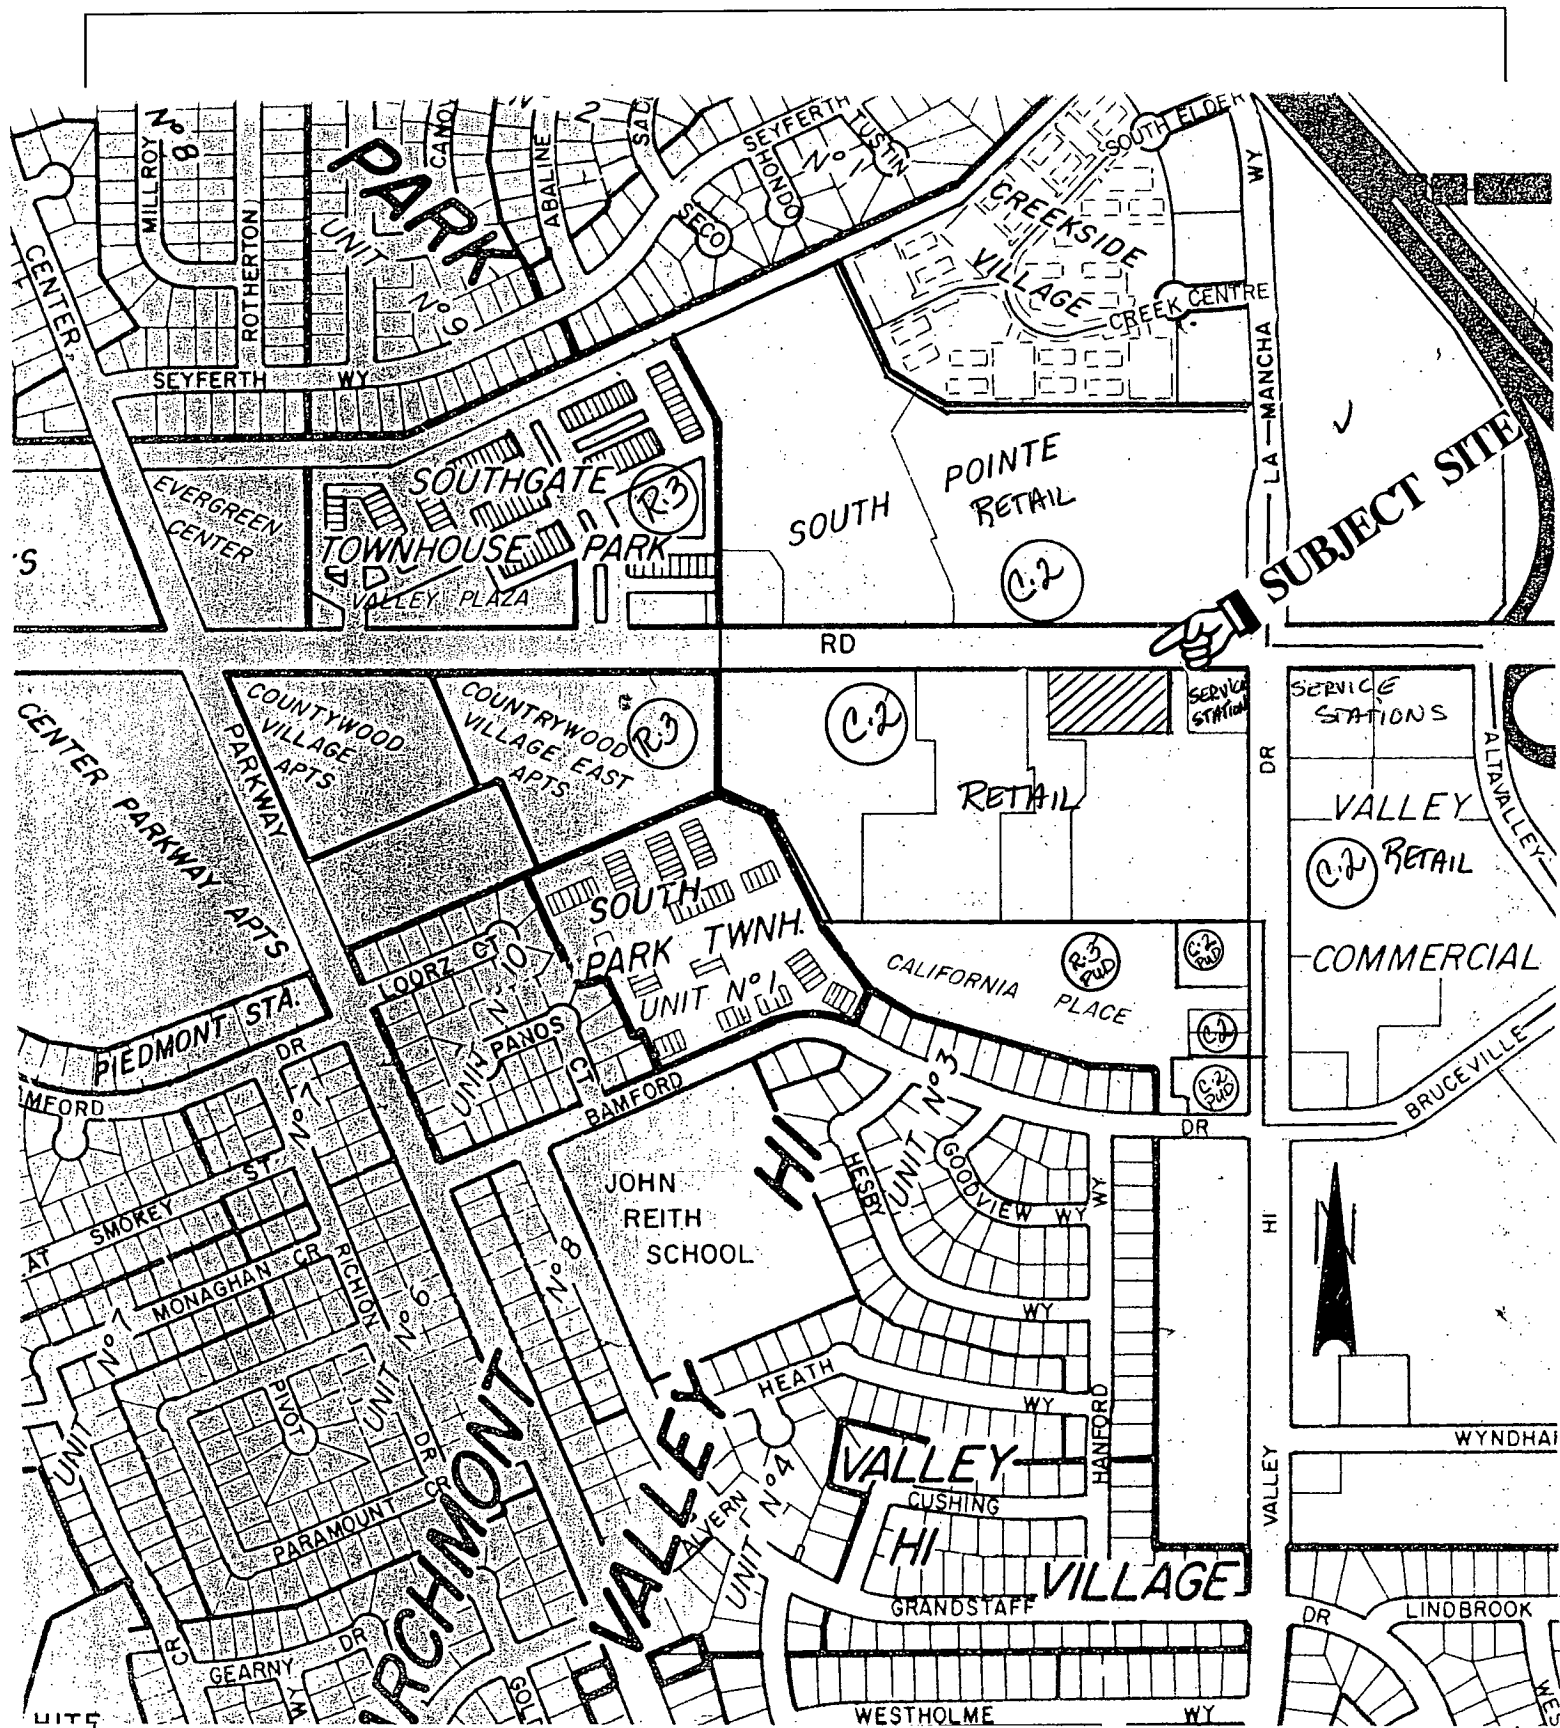 Nº 8
MILLROY
ROTHERTON
PARK
UNIT
Nº 9
ABALINE
SEYFERTH
TUSTIN
HONDO
Nº 1
SECO
SOUTH ELDER
WY
CREEKSIDE
VILLAGE
CREEK CENTRE
LA MANCHA
CENTER
SEYFERTH WY
SOUTHGATE
R-3
TOWNHOUSE PARK
VALLEY PLAZA
EVERGREEN
CENTER
SOUTH
POINTE
RETAIL
C-2
SUBJECT SITE
RD
CENTER PARKWAY APTS
PARKWAY
COUNTYWOOD
VILLAGE
APTS
COUNTRYWOOD
VILLAGE EAST
APTS
R-3
C-2
RETAIL
SERVICE
STATION
SERVICE
STATIONS
DR
ALTAVALLEY
VALLEY
C-2 RETAIL
COMMERCIAL
SOUTH
PARK TWNH.
UNIT Nº 1
CALIFORNIA
PLACE
R-3
PUD
C-2
PUD
C-2
C-2
PUD
LOORZ CT
UNIT Nº 10
PANOS
CT
PIEDMONT STA.
DR
MFORD
BAMFORD
DR
BRUCEVILLE
Nº 7
ST
SMOKEY
AT
MONAGHAN CR
RICHION
DR
UNIT Nº 6
Nº 8
JOHN
REITH
SCHOOL
HI
HESBY
UNIT Nº 3
GOODVIEW WY
WY
WY
HI
N
UNIT Nº 7
PIVOT
PARAMOUNT CR
ARCHMONT
VALLEY
HEATH
WY
HANFORD
VALLEY
CUSHING
HI
VILLAGE
GRANDSTAFF
ALVERN
UNIT Nº 4
VALLEY
WYNDHA
DR
LINDBROOK
CR
GEARNY
DR
WY
GOL
WESTHOLME WY
WES